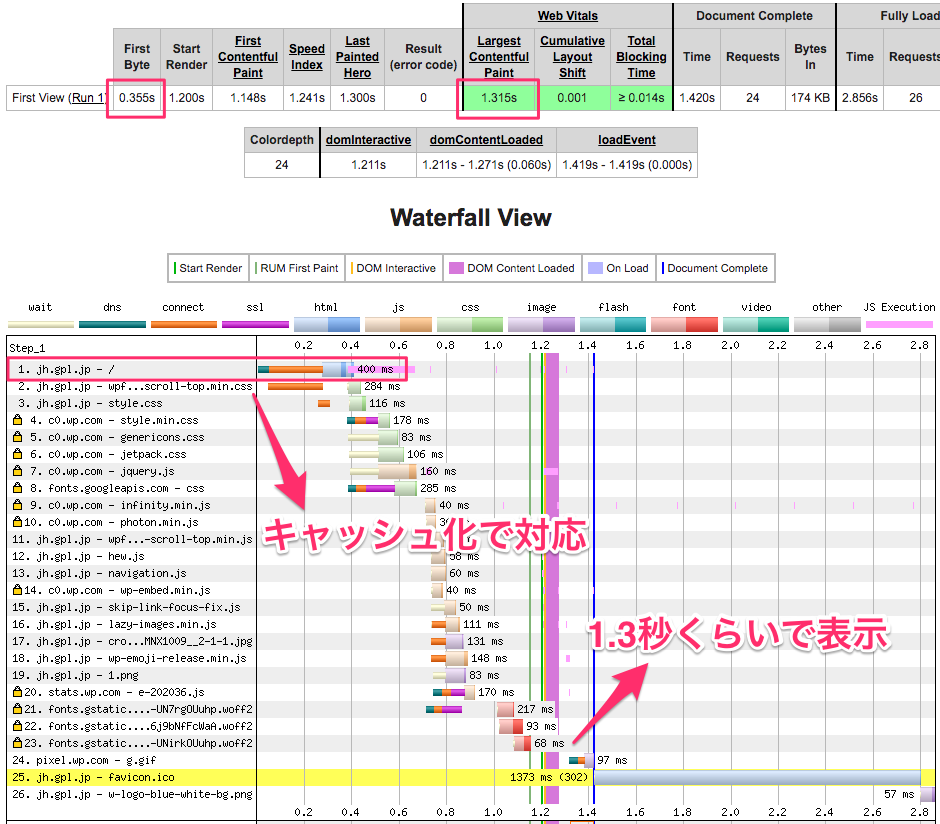 Web Vitals Document Complete Fully Load
First Byte Start Render First Contentful Paint Speed Index Last Painted Hero Result (error code) Largest Contentful Paint Cumulative Layout Shift Total Blocking Time Time Requests Bytes In Time Requests
First View (Run 1) 0.355s 1.200s 1.148s 1.241s 1.300s 0 1.315s 0.001 ≥ 0.014s 1.420s 24 174 KB 2.856s 26
Colordepth domInteractive domContentLoaded loadEvent
24 1.211s 1.211s - 1.271s (0.060s) 1.419s - 1.419s (0.000s)
Waterfall View
Start Render RUM First Paint DOM Interactive DOM Content Loaded On Load Document Complete
wait dns connect ssl html js css image flash font video other JS Execution
Step_1 0.2 0.4 0.6 0.8 1.0 1.2 1.4 1.6 1.8 2.0 2.2 2.4 2.6 2.8
1. jh.gpl.jp - / 400 ms
2. jh.gpl.jp - wpf...scroll-top.min.css 284 ms
3. jh.gpl.jp - style.css 116 ms
4. c0.wp.com - style.min.css 178 ms
5. c0.wp.com - genericons.css 83 ms
6. c0.wp.com - jetpack.css 106 ms
7. c0.wp.com - jquery.js 160 ms
8. fonts.googleapis.com - css 285 ms
9. c0.wp.com - infinity.min.js 40 ms
10. c0.wp.com - photon.min.js
11. jh.gpl.jp - wpf...-scroll-top.min.js
キャッシュ化で対応
12. jh.gpl.jp - hew.js 58 ms
13. jh.gpl.jp - navigation.js 60 ms
14. c0.wp.com - wp-embed.min.js 40 ms
15. jh.gpl.jp - skip-link-focus-fix.js 50 ms
16. jh.gpl.jp - lazy-images.min.js 111 ms
1.3秒くらいで表示
17. jh.gpl.jp - cro...MNX1009__2-1-1.jpg 131 ms
18. jh.gpl.jp - wp-emoji-release.min.js 148 ms
19. jh.gpl.jp - 1.png 83 ms
20. stats.wp.com - e-202036.js 170 ms
21. fonts.gstatic....-UN7rgOUuhp.woff2 217 ms
22. fonts.gstatic....6j9bNfFcWaA.woff2 93 ms
23. fonts.gstatic....-UNirkOUuhp.woff2 68 ms
24. pixel.wp.com - g.gif 97 ms
25. jh.gpl.jp - favicon.ico 1373 ms (302)
26. jh.gpl.jp - w-logo-blue-white-bg.png 57 ms
0.2 0.4 0.6 0.8 1.0 1.2 1.4 1.6 1.8 2.0 2.2 2.4 2.6 2.8